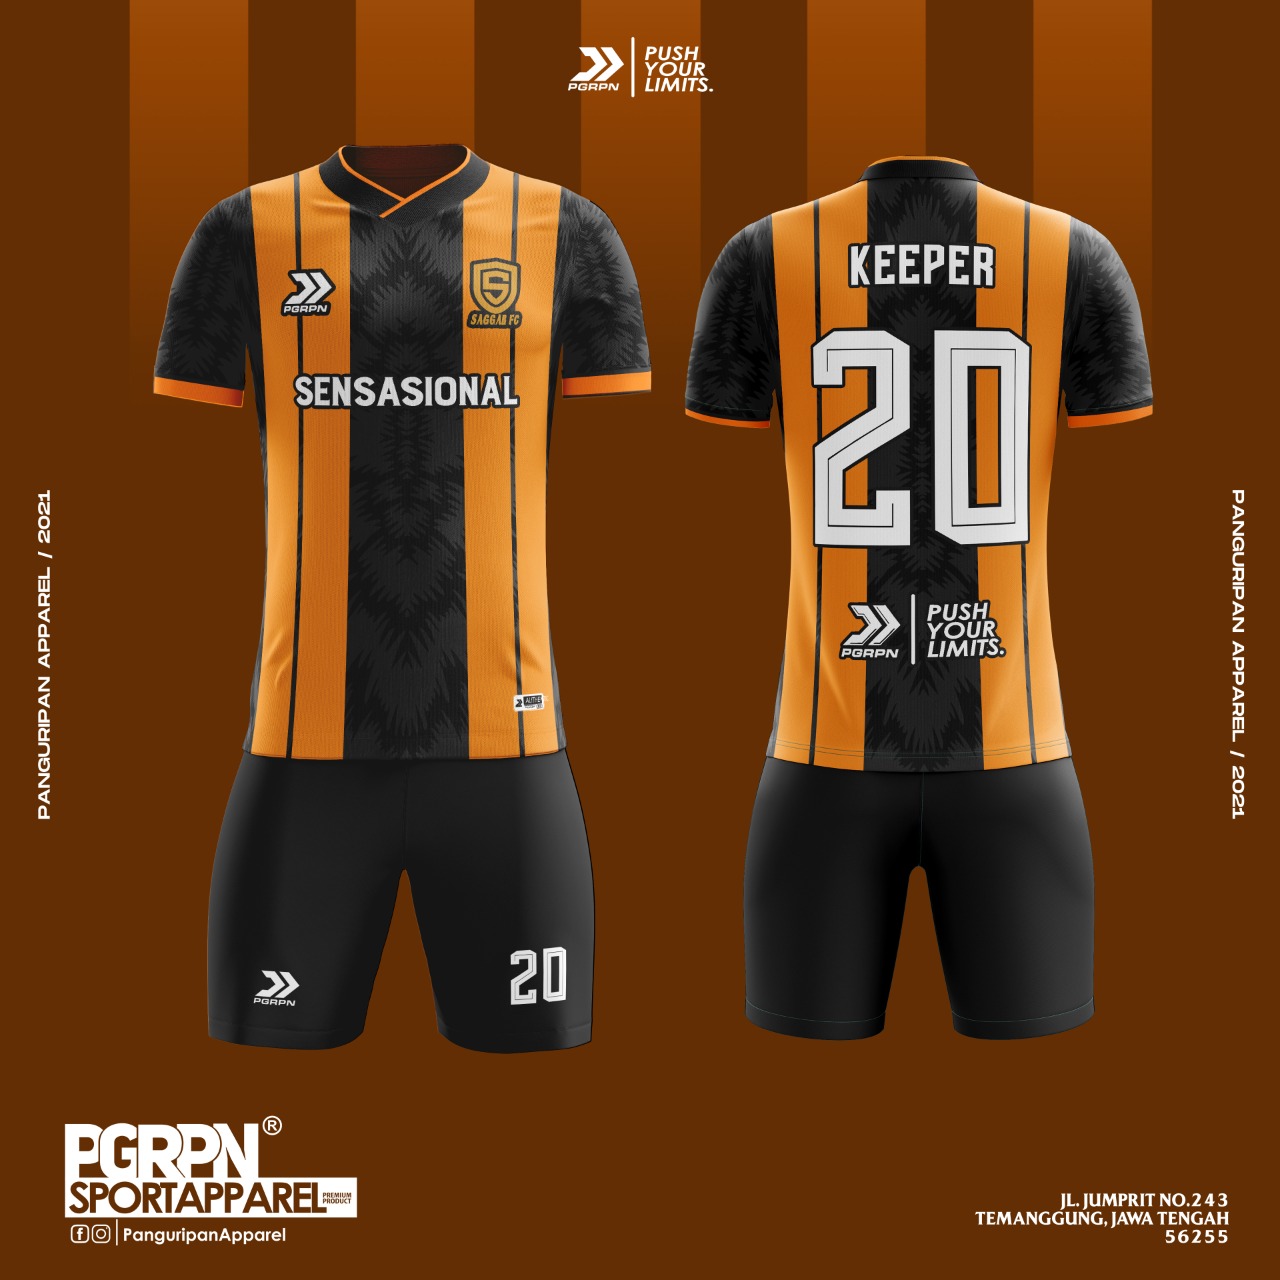 PGRPN
PUSH
YOUR
LIMITS.
PGRPN
S
SAGGAH FC
SENSASIONAL
KEEPER
20
PGRPN
PUSH
YOUR
LIMITS.
PGRPN
20
PANGURIPAN APPAREL / 2021
PANGURIPAN APPAREL / 2021
PGRPN®
SPORTAPPAREL PREMIUM
PRODUCT
PanguripanApparel
JL. JUMPRIT NO.243
TEMANGGUNG, JAWA TENGAH
56255